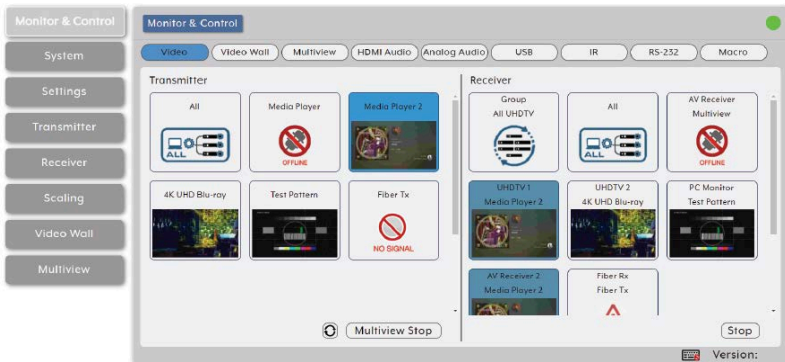 Monitor & Control
System
Settings
Transmitter
Receiver
Scaling
Video Wall
Multiview
Monitor & Control
Video
Video Wall
Multiview
HDMI Audio
Analog Audio
USB
IR
RS-232
Macro
Transmitter
All
ALL
Media Player
OFFLINE
Media Player 2
4K UHD Blu-ray
Test Pattern
Fiber Tx
NO SIGNAL
Multiview Stop
Receiver
Group
All UHDTV
All
ALL
AV Receiver
Multiview
OFFLINE
UHDTV 1
Media Player 2
UHDTV 2
4K UHD Blu-ray
PC Monitor
Test Pattern
AV Receiver 2
Media Player 2
Fiber Rx
Fiber Tx
Stop
Version: